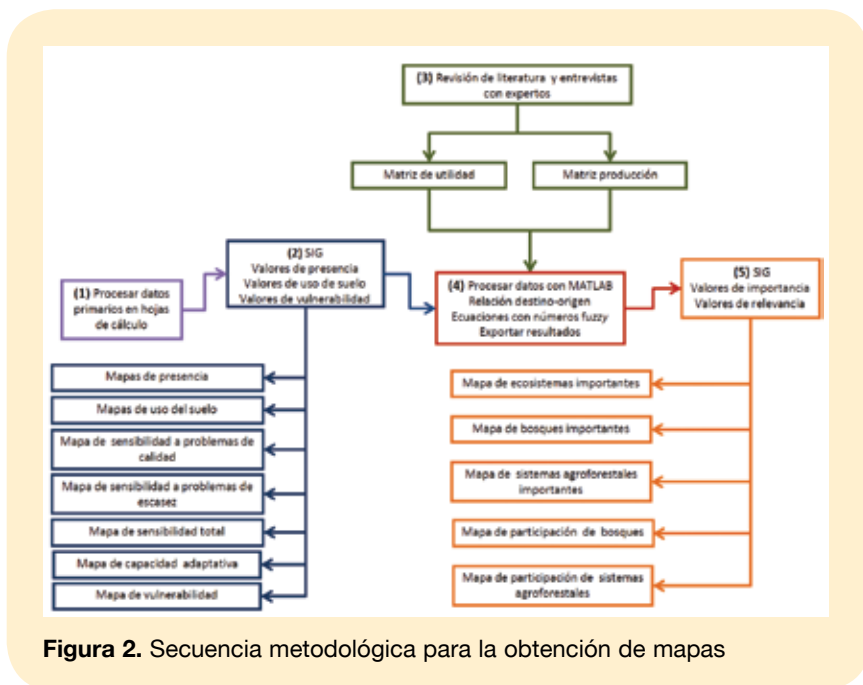 (3) Revisión de literatura y entrevistas
con expertos
Matriz de utilidad
Matriz producción
(2) SIG
Valores de presencia
Valores de uso de suelo
Valores de vulnerabilidad
(1) Procesar datos
primarios en hojas
de cálculo
(4) Procesar datos con MATLAB
Relación destino-origen
Ecuaciones con números fuzzy
Exportar resultados
(5) SIG
Valores de importancia
Valores de relevancia
Mapas de presencia
Mapas de uso del suelo
Mapa de sensibilidad a problemas de
calidad
Mapa de sensibilidad a problemas de
escasez
Mapa de sensibilidad total
Mapa de capacidad adaptativa
Mapa de vulnerabilidad
Mapa de ecosistemas importantes
Mapa de bosques importantes
Mapa de sistemas agroforestales
importantes
Mapa de participación de bosques
Mapa de participación de sistemas
agroforestales
Figura 2. Secuencia metodológica para la obtención de mapas